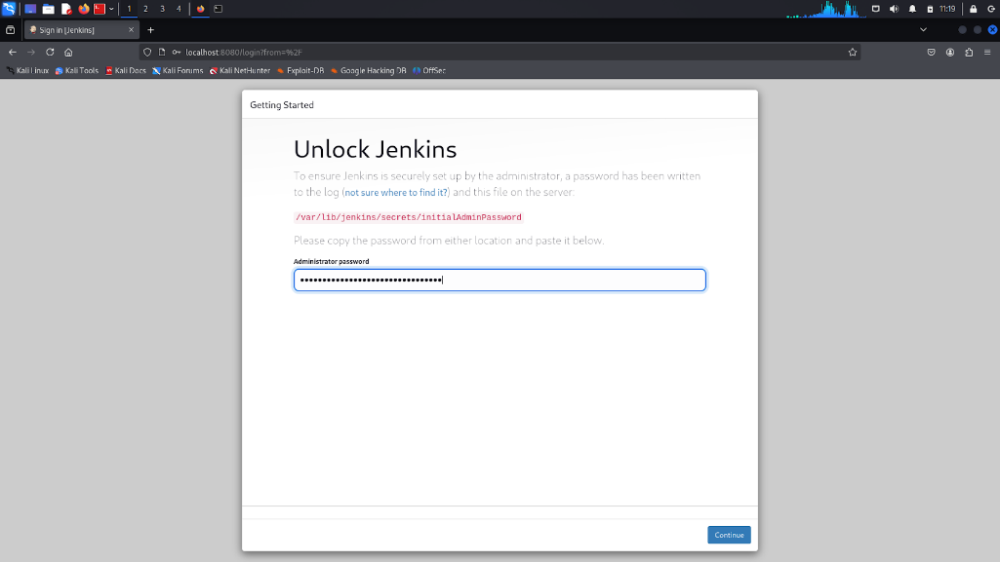 1 2 3 4 11:19
Sign in [Jenkins]
localhost:8080/login?from=%2F
Kali Linux Kali Tools Kali Docs Kali Forums Kali NetHunter Exploit-DB Google Hacking DB OffSec
Getting Started
Unlock Jenkins
To ensure Jenkins is securely set up by the administrator, a password has been written
to the log (not sure where to find it?) and this file on the server:
/var/lib/jenkins/secrets/initialAdminPassword
Please copy the password from either location and paste it below.
Administrator password
••••••••••••••••••••••••••••••••
Continue